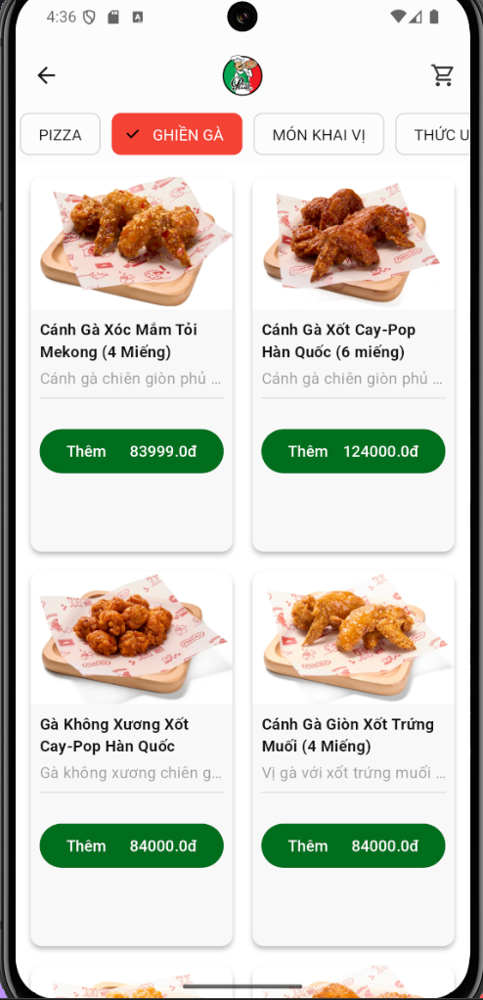 4:36
PIZZA
GHIỀN GÀ
MÓN KHAI VỊ
THỨC U
Cánh Gà Xóc Mắm Tỏi
Mekong (4 Miếng)
Cánh gà chiên giòn phủ ...
Thêm 83999.0đ
Cánh Gà Xốt Cay-Pop
Hàn Quốc (6 miếng)
Cánh gà chiên giòn phủ ...
Thêm 124000.0đ
Gà Không Xương Xốt
Cay-Pop Hàn Quốc
Gà không xương chiên g...
Thêm 84000.0đ
Cánh Gà Giòn Xốt Trứng
Muối (4 Miếng)
Vị gà với xốt trứng muối ...
Thêm 84000.0đ